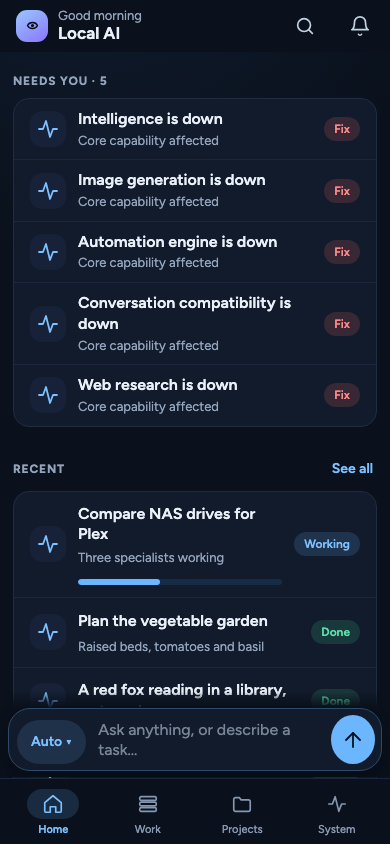 Good morning
Local AI
NEEDS YOU · 5
Intelligence is down
Core capability affected
Fix
Image generation is down
Core capability affected
Fix
Automation engine is down
Core capability affected
Fix
Conversation compatibility is
down
Core capability affected
Fix
Web research is down
Core capability affected
Fix
RECENT
See all
Compare NAS drives for
Plex
Three specialists working
Working
Plan the vegetable garden
Raised beds, tomatoes and basil
Done
A red fox reading in a library,
Done
Auto ▾
Ask anything, or describe a
task...
Home
Work
Projects
System